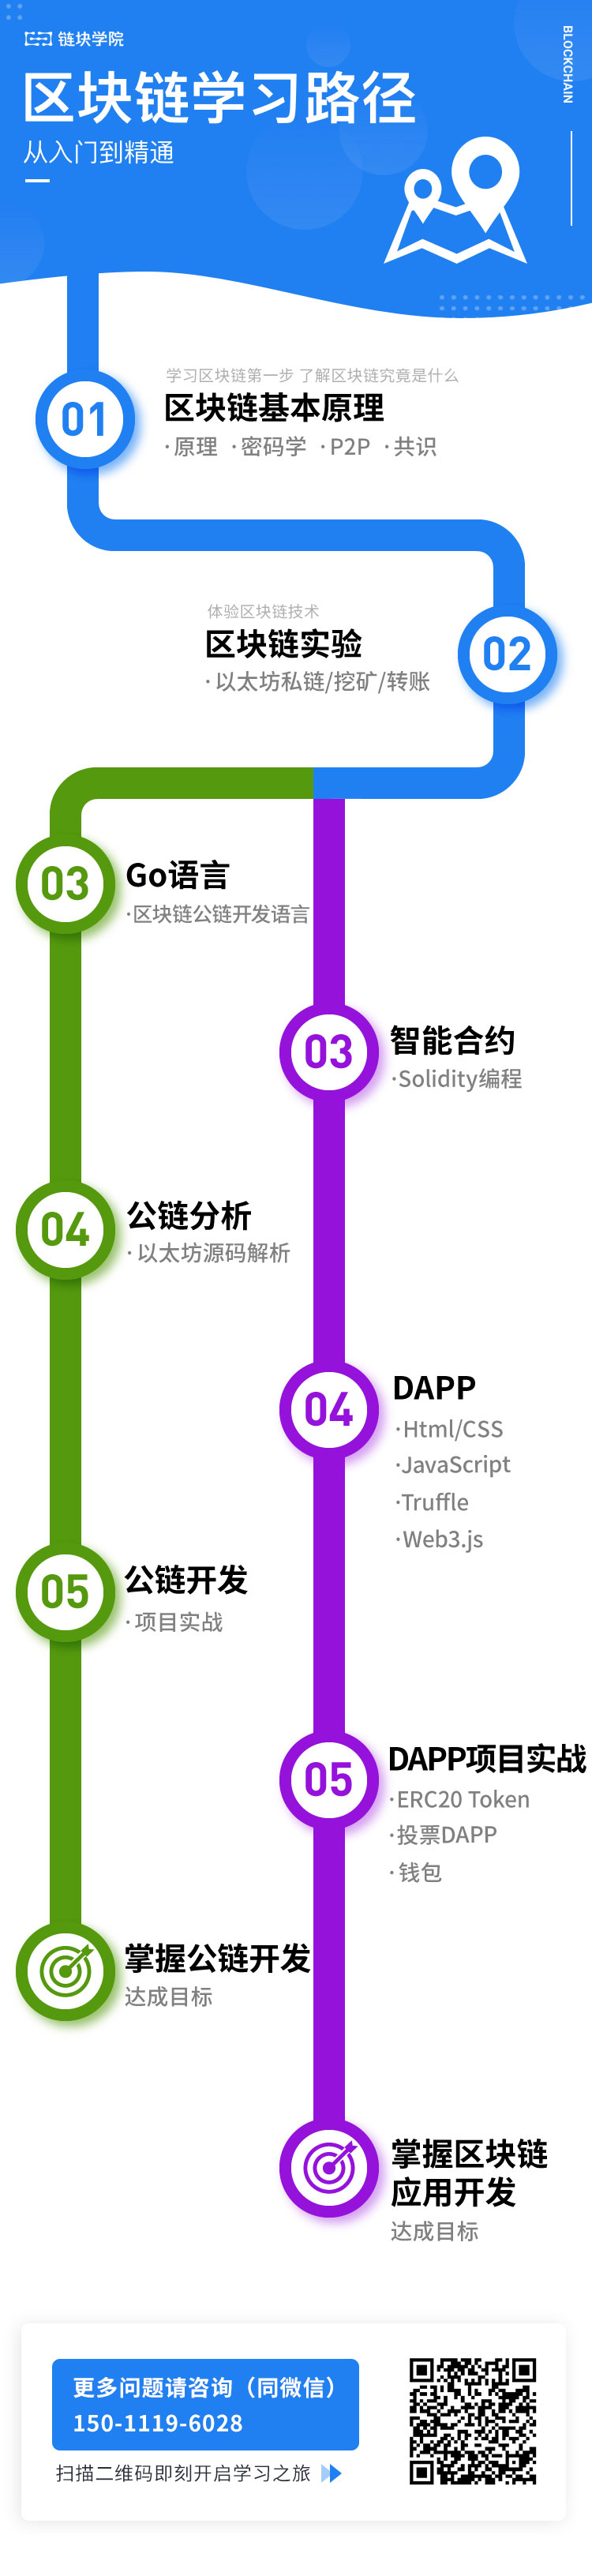 链块学院
BLOCKCHAIN
区块链学习路径
从入门到精通
学习区块链第一步 了解区块链究竟是什么
01
区块链基本原理
·原理 ·密码学 ·P2P ·共识
体验区块链技术
区块链实验
02
·以太坊私链/挖矿/转账
03
Go语言
·区块链公链开发语言
03
智能合约
·Solidity编程
04
公链分析
·以太坊源码解析
04
DAPP
·Html/CSS
·JavaScript
·Truffle
·Web3.js
05
公链开发
·项目实战
05
DAPP项目实战
·ERC20 Token
·投票DAPP
·钱包
掌握公链开发
达成目标
掌握区块链
应用开发
达成目标
更多问题请咨询（同微信）
150-1119-6028
扫描二维码即刻开启学习之旅